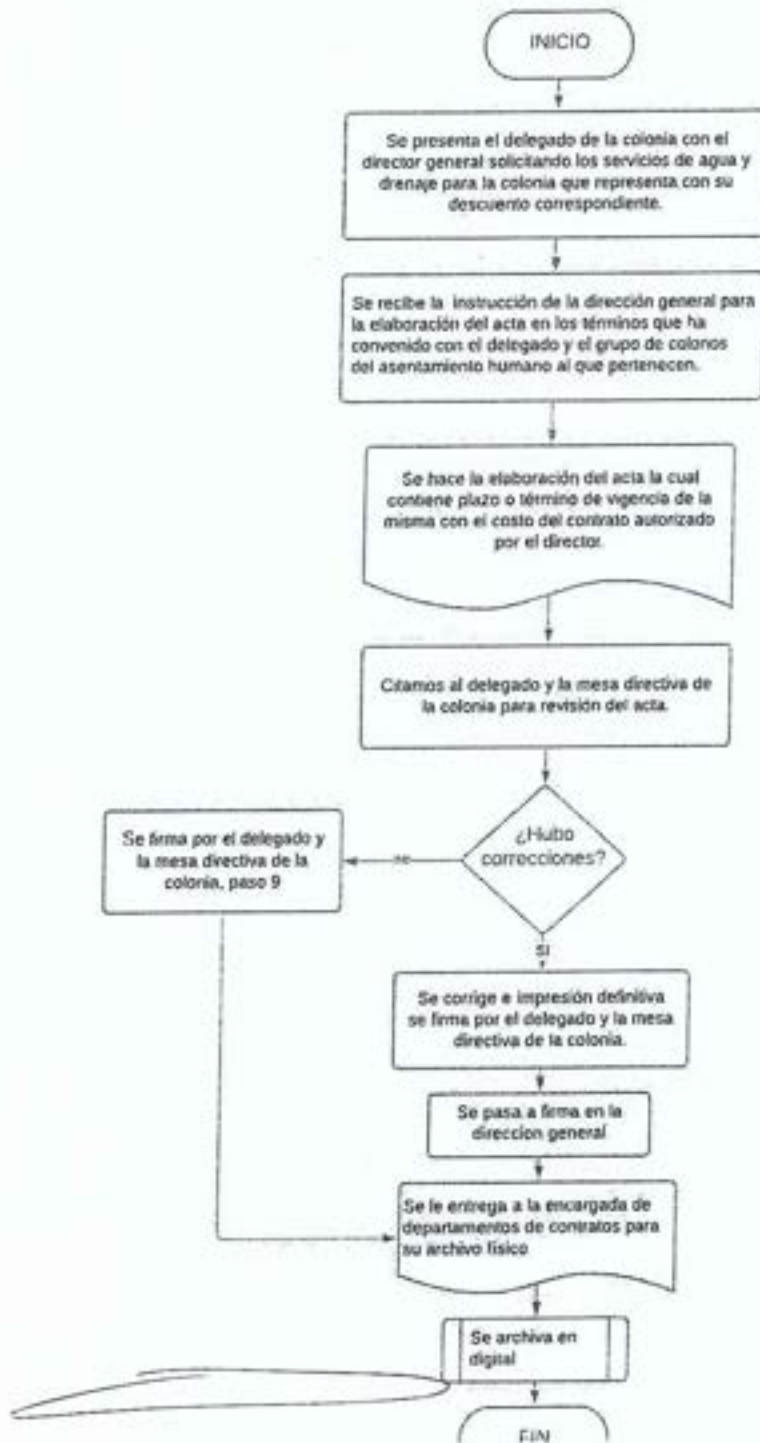 INICIO
Se presenta el delegado de la colonia con el
director general solicitando los servicios de agua y
drenaje para la colonia que representa con su
descuento correspondiente.
Se recibe la instrucción de la dirección general para
la elaboración del acta en los términos que ha
convenido con el delegado y el grupo de colonos
del asentamiento humano al que pertenecen.
Se hace la elaboración del acta la cual
contiene plazo o término de vigencia de la
misma con el costo del contrato autorizado
por el director.
Citamos al delegado y la mesa directiva de
la colonia para revisión del acta.
¿Hubo
correcciones?
no
Se firma por el delegado y
la mesa directiva de la
colonia, paso 9
SI
Se corrige e impresión definitiva
se firma por el delegado y la mesa
directiva de la colonia.
Se pasa a firma en la
direccion general
Se le entrega a la encargada de
departamentos de contratos para
su archivo físico
Se archiva en
digital
FIN